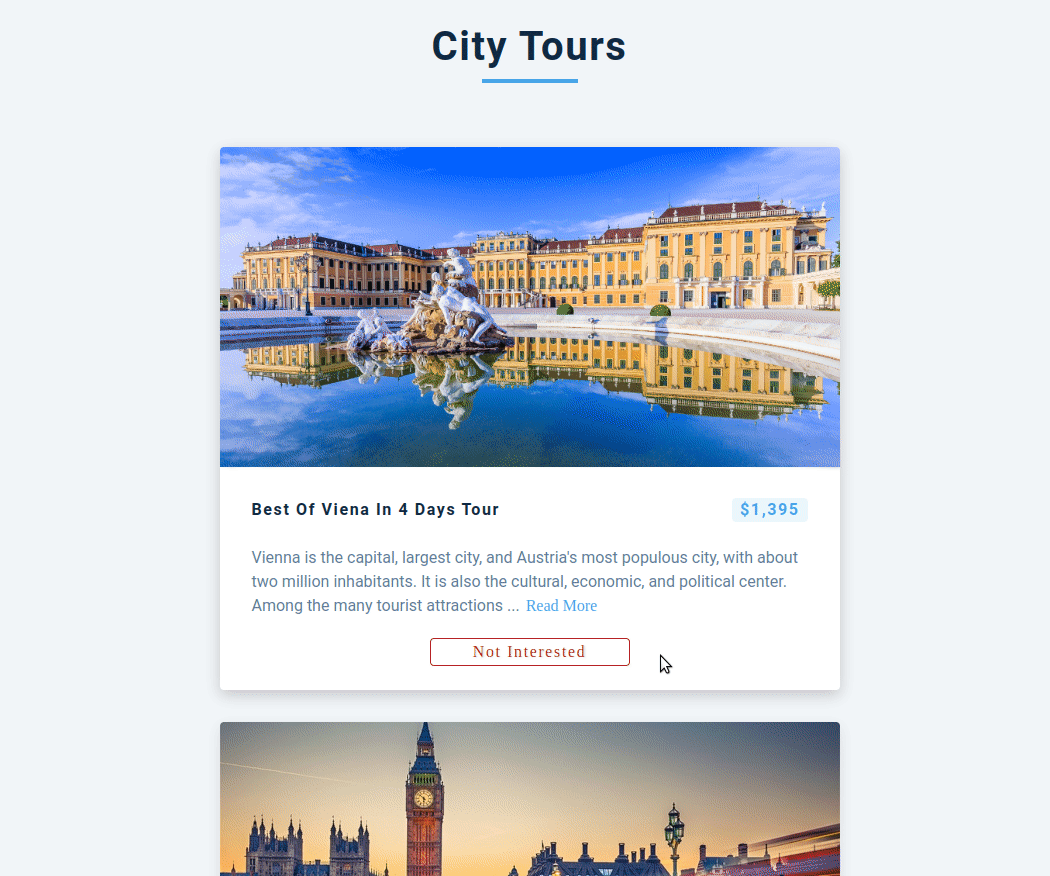 City Tours
Best Of Viena In 4 Days Tour
$1,395
Vienna is the capital, largest city, and Austria's most populous city, with about
two million inhabitants. It is also the cultural, economic, and political center.
Among the many tourist attractions ... Read More
Not Interested